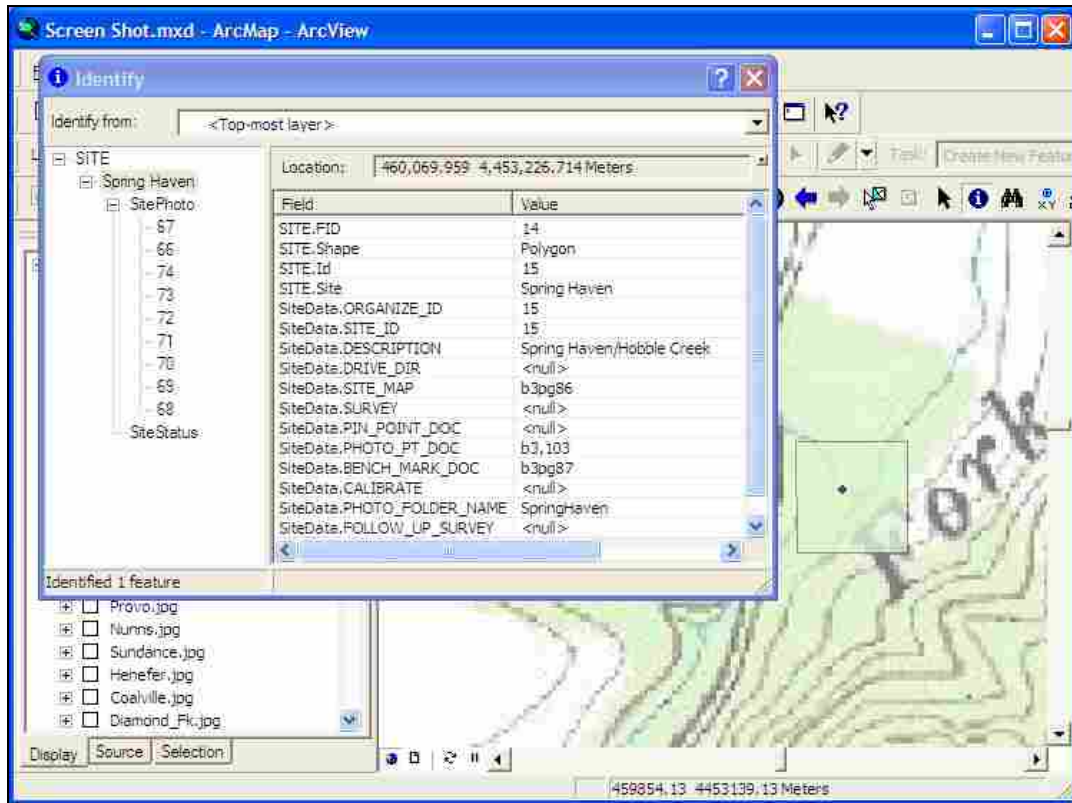 Screen Shot.mxd - ArcMap - ArcView
Identify
Identify from: <Top-most layer>
SITE
Spring Haven
SitePhoto
67
66
74
73
72
71
70
69
68
SiteStatus
Location: 460,069.959 4,453,226.714 Meters
Field Value
SITE.FID 14
SITE.Shape Polygon
SITE.Id 15
SITE.Site Spring Haven
SiteData.ORGANIZE_ID 15
SiteData.SITE_ID 15
SiteData.DESCRIPTION Spring Haven/Hobble Creek
SiteData.DRIVE_DIR <null>
SiteData.SITE_MAP b3pg86
SiteData.SURVEY <null>
SiteData.PIN_POINT_DOC <null>
SiteData.PHOTO_PT_DOC b3,103
SiteData.BENCH_MARK_DOC b3pg87
SiteData.CALIBRATE <null>
SiteData.PHOTO_FOLDER_NAME SpringHaven
SiteData.FOLLOW_UP_SURVEY <null>
Identified 1 feature
Task: Create New Featu
Fork
Provo.jpg
Nunns.jpg
Sundance.jpg
Henefer.jpg
Coalville.jpg
Diamond_Fk.jpg
Display Source Selection
459854.13 4453139.13 Meters